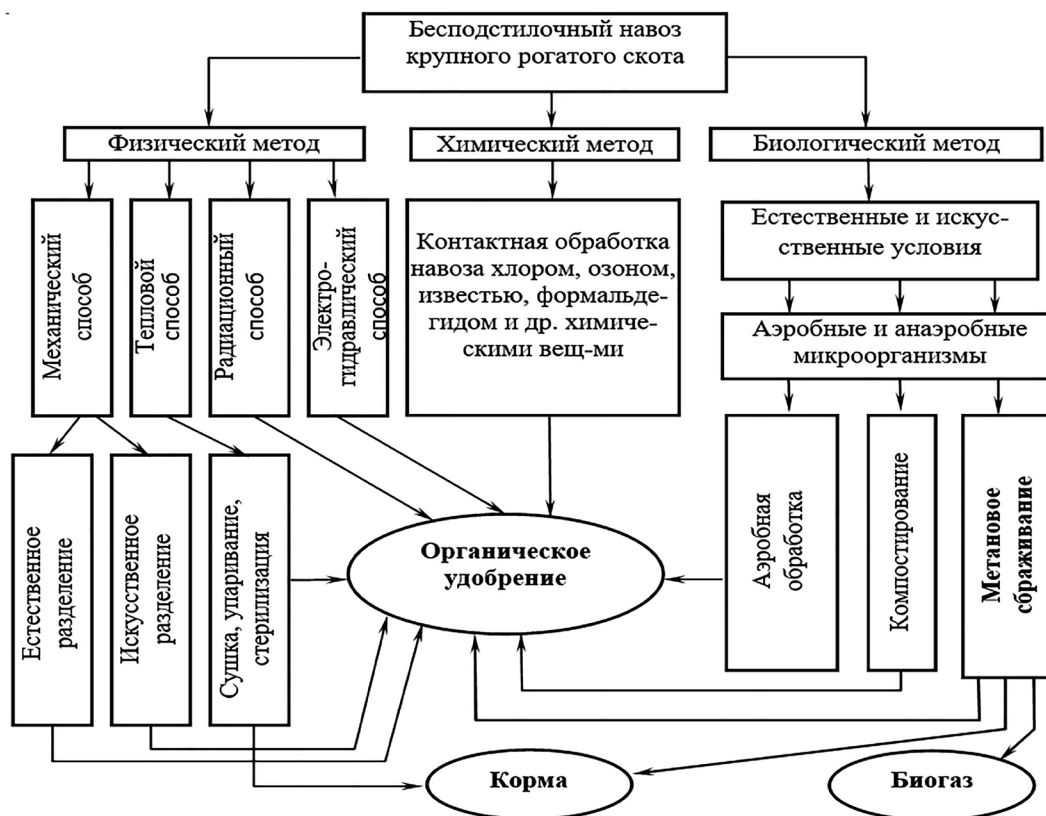 Бесподстилочный навоз
крупного рогатого скота
Физический метод
Химический метод
Биологический метод
Механический
способ
Тепловой
способ
Радиационный
способ
Электро-
гидравлический
способ
Контактная обработка
навоза хлором, озоном,
известью, формальде-
гидом и др. химиче-
скими вещ-ми
Естественные и искус-
ственные условия
Аэробные и анаэробные
микроорганизмы
Естественное
разделение
Искусственное
разделение
Сушка, упаривание,
стерилизация
Органическое
удобрение
Аэробная
обработка
Компостирование
Метановое
сбраживание
Корма
Биогаз